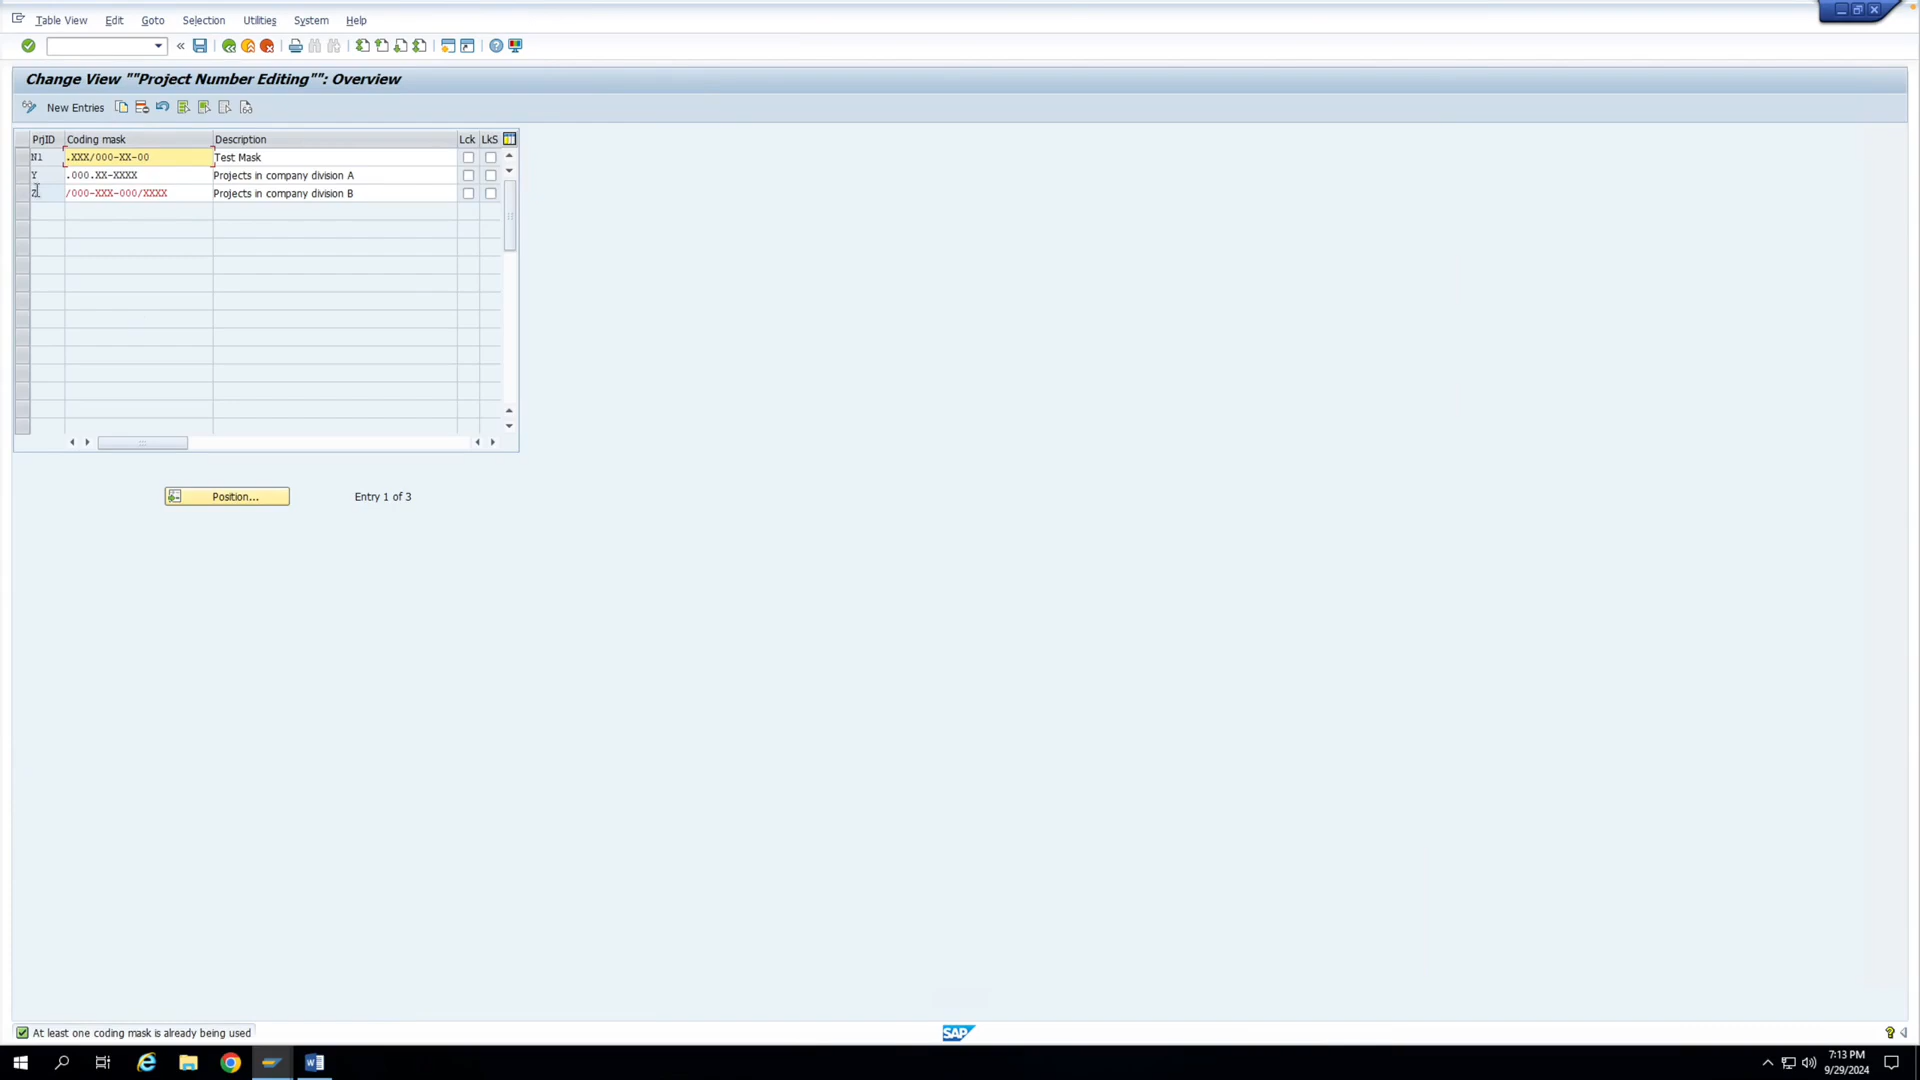 Table View Edit Goto Selection Utilities System Help
Change View ""Project Number Editing"": Overview
New Entries
PrjID Coding mask Description Lck LkS
N1 .XXX/000-XX-00 Test Mask
Y .000.XX-XXXX Projects in company division A
Z /000-XXX-000/XXXX Projects in company division B
Position... Entry 1 of 3
At least one coding mask is already being used
SAP
7:13 PM
9/29/2024